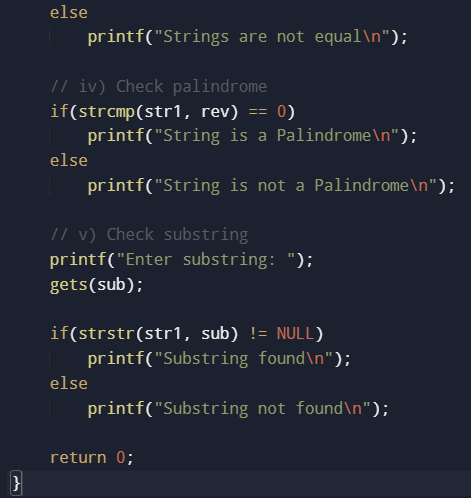 else
printf("Strings are not equal\n");
// iv) Check palindrome
if(strcmp(str1, rev) == 0)
printf("String is a Palindrome\n");
else
printf("String is not a Palindrome\n");
// v) Check substring
printf("Enter substring: ");
gets(sub);
if(strstr(str1, sub) != NULL)
printf("Substring found\n");
else
printf("Substring not found\n");
return 0;
}